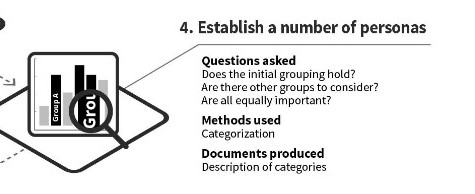 4. Establish a number of personas
Questions asked
Does the initial grouping hold?
Are there other groups to consider?
Are all equally important?
Methods used
Categorization
Documents produced
Description of categories
Group A
Grou